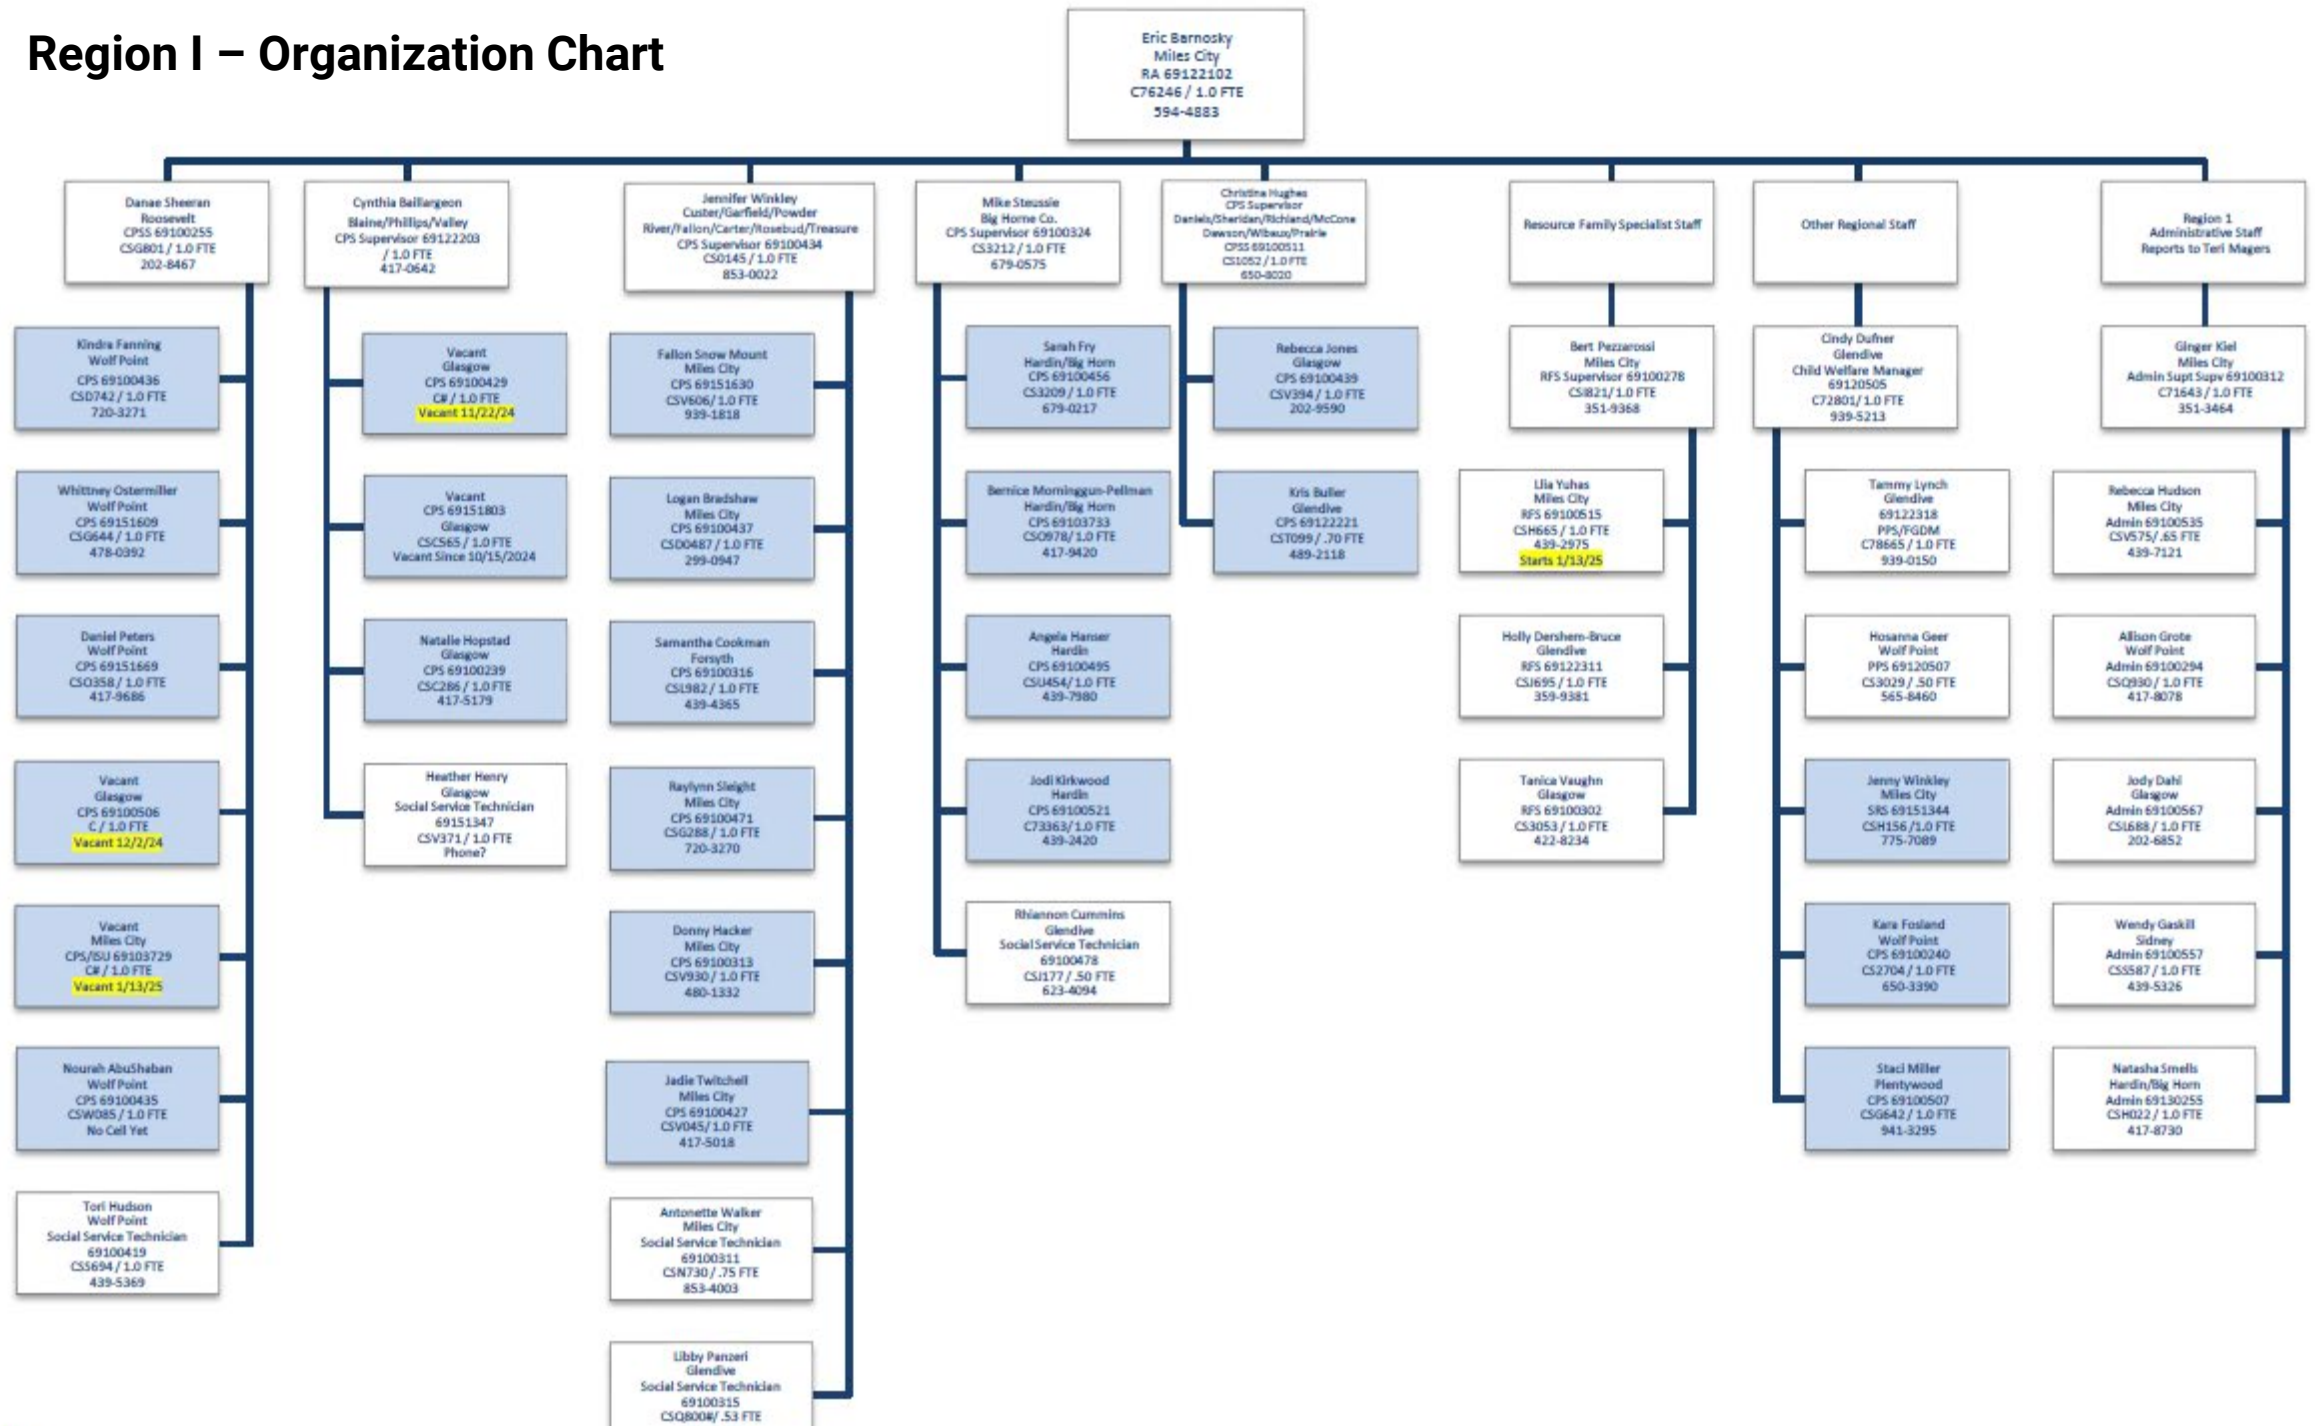 Region I – Organization Chart
Eric Barnosky
Miles City
RA 69122102
C76246 / 1.0 FTE
594-4883
Danae Sheeran
Roosevelt
CPSS 69100255
CSG801 / 1.0 FTE
202-8467
Cynthia Baillargeon
Blaine/Phillips/Valley
CPS Supervisor 69122203
/ 1.0 FTE
417-0642
Jennifer Winkley
Custer/Garfield/Powder
River/Fallon/Carter/Rosebud/Treasure
CPS Supervisor 69100434
CS0145 / 1.0 FTE
853-0022
Mike Steussie
Big Horne Co.
CPS Supervisor 69100324
CS3212 / 1.0 FTE
679-0575
Christina Hughes
CPS Supervisor
Daniels/Sheridan/Richland/McCone
Dawson/Wibaux/Prairie
CPSS 69100511
CS1052 / 1.0 FTE
650-8020
Resource Family Specialist Staff
Other Regional Staff
Region 1
Administrative Staff
Reports to Teri Magers
Kindra Fanning
Wolf Point
CPS 69100436
CSD742 / 1.0 FTE
720-3271
Whittney Ostermiller
Wolf Point
CPS 69151609
CSG644 / 1.0 FTE
478-0392
Daniel Peters
Wolf Point
CPS 69151669
CSO358 / 1.0 FTE
417-9686
Vacant
Glasgow
CPS 69100506
C / 1.0 FTE
Vacant 12/2/24
Vacant
Miles City
CPS/ISU 69103729
C# / 1.0 FTE
Vacant 1/13/25
Nourah AbuShaban
Wolf Point
CPS 69100435
CSW085 / 1.0 FTE
No Cell Yet
Tori Hudson
Wolf Point
Social Service Technician
69100419
CSS694 / 1.0 FTE
439-5369
Vacant
Glasgow
CPS 69100429
C# / 1.0 FTE
Vacant 11/22/24
Vacant
CPS 69151803
Glasgow
CSC565 / 1.0 FTE
Vacant Since 10/15/2024
Natalie Hopstad
Glasgow
CPS 69100239
CSC286 / 1.0 FTE
417-5179
Heather Henry
Glasgow
Social Service Technician
69151347
CSV371 / 1.0 FTE
Phone?
Fallon Snow Mount
Miles City
CPS 69151630
CSV606/ 1.0 FTE
939-1818
Logan Bradshaw
Miles City
CPS 69100437
CSD0487 / 1.0 FTE
299-0947
Samantha Cookman
Forsyth
CPS 69100316
CSL982 / 1.0 FTE
439-4365
Raylynn Sleight
Miles City
CPS 69100471
CSG288 / 1.0 FTE
720-3270
Donny Hacker
Miles City
CPS 69100313
CSV930 / 1.0 FTE
480-1332
Jadie Twitchell
Miles City
CPS 69100427
CSV045/ 1.0 FTE
417-5018
Antonette Walker
Miles City
Social Service Technician
69100311
CSN730 / .75 FTE
853-4003
Libby Panzeri
Glendive
Social Service Technician
69100315
CSQ800#/ .53 FTE
Sarah Fry
Hardin/Big Horn
CPS 69100456
CS3209 / 1.0 FTE
679-0217
Bernice Morninggun-Pellman
Hardin/Big Horn
CPS 69103733
CSO978/ 1.0 FTE
417-9420
Angela Hanser
Hardin
CPS 69100495
CSU454/ 1.0 FTE
439-7980
Jodi Kirkwood
Hardin
CPS 69100521
C73363/ 1.0 FTE
439-2420
Rhiannon Cummins
Glendive
Social Service Technician
69100478
CSJ177 / .50 FTE
623-4094
Rebecca Jones
Glasgow
CPS 69100439
CSV394 / 1.0 FTE
202-9590
Kris Buller
Glendive
CPS 69122221
CST099 / .70 FTE
489-2118
Bert Pezzarossi
Miles City
RFS Supervisor 69100278
CSI821/ 1.0 FTE
351-9368
Llia Yuhas
Miles City
RFS 69100515
CSH665 / 1.0 FTE
439-2975
Starts 1/13/25
Holly Dershem-Bruce
Glendive
RFS 69122311
CSJ695 / 1.0 FTE
359-9381
Tanica Vaughn
Glasgow
RFS 69100302
CS3053 / 1.0 FTE
422-8234
Cindy Dufner
Glendive
Child Welfare Manager
69120505
C72801/ 1.0 FTE
939-5213
Tammy Lynch
Glendive
69122318
PPS/FGDM
C78665 / 1.0 FTE
939-0150
Hosanna Geer
Wolf Point
PPS 69120507
CS3029 / .50 FTE
565-8460
Jenny Winkley
Miles City
SRS 69151344
CSH156 /1.0 FTE
775-7089
Kara Fosland
Wolf Point
CPS 69100240
CS2704 / 1.0 FTE
650-3390
Staci Miller
Plentywood
CPS 69100507
CSG642 / 1.0 FTE
941-3295
Ginger Kiel
Miles City
Admin Supt Supv 69100312
C71643 / 1.0 FTE
351-3464
Rebecca Hudson
Miles City
Admin 69100535
CSV575/ .65 FTE
439-7121
Allison Grote
Wolf Point
Admin 69100294
CSQ930 / 1.0 FTE
417-8078
Jody Dahl
Glasgow
Admin 69100567
CSL688 / 1.0 FTE
202-6852
Wendy Gaskill
Sidney
Admin 69100557
CSS587 / 1.0 FTE
439-5326
Natasha Smells
Hardin/Big Horn
Admin 69130255
CSH022 / 1.0 FTE
417-8730